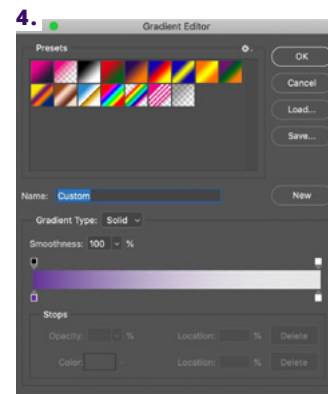 4.
Gradient Editor
Presets
OK
Cancel
Load...
Save...
Name: Custom
New
Gradient Type: Solid
Smoothness: 100 %
Stops
Opacity: % Location: % Delete
Color: Location: % Delete